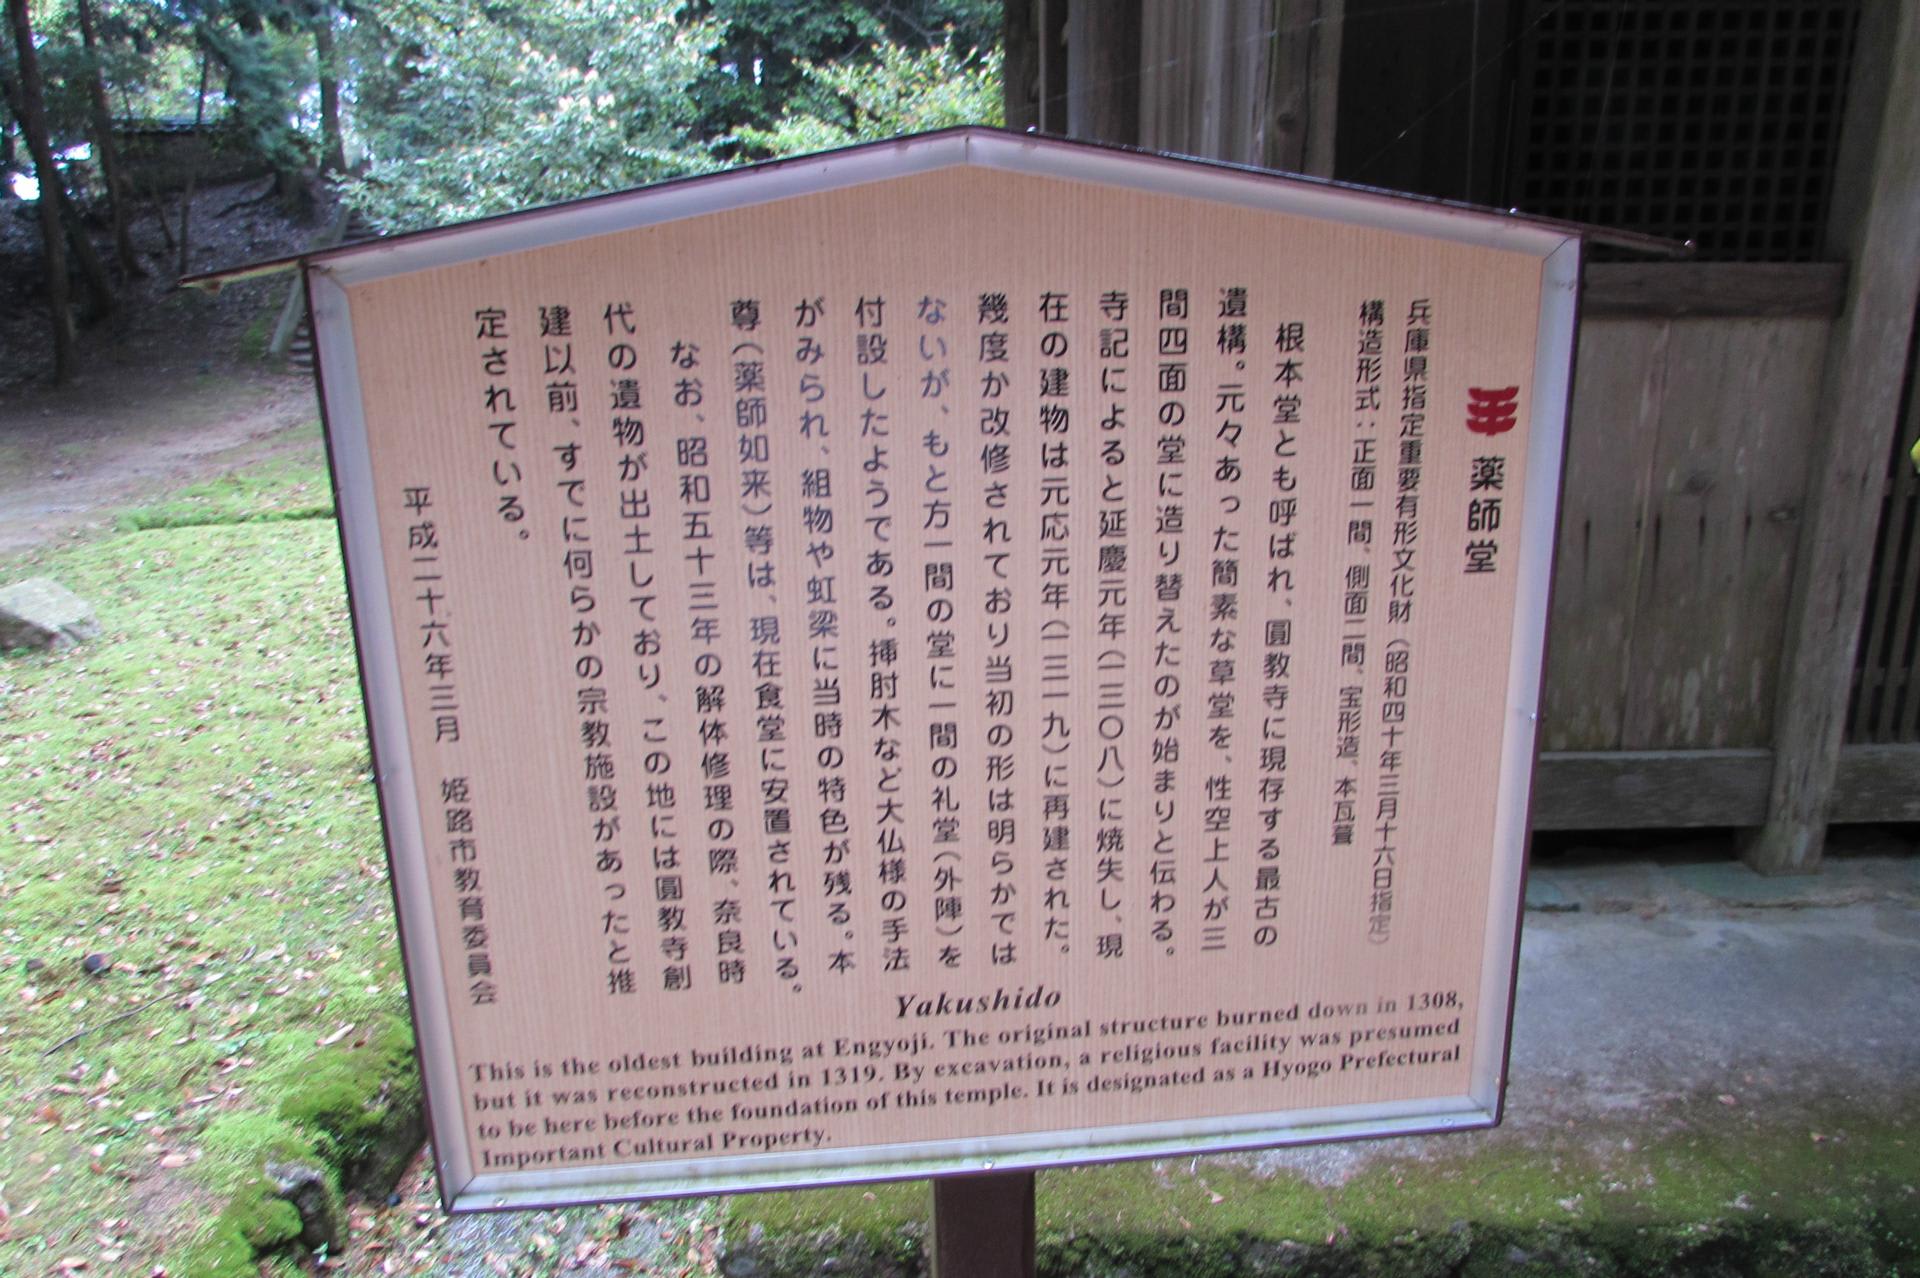 薬師堂
兵庫県指定重要有形文化財（昭和四十年三月十六日指定）
構造形式：正面一間、側面二間、宝形造、本瓦葺
根本堂とも呼ばれ、圓教寺に現存する最古の
遺構。元々あった簡素な草堂を、性空上人が三
間四面の堂に造り替えたのが始まりと伝わる。
寺記によると延慶元年（一三〇八）に焼失し、現
在の建物は元応元年（一三一九）に再建された。
幾度か改修されており当初の形は明らかでは
ないが、もと方一間の堂に一間の礼堂（外陣）を
付設したようである。挿肘木など大仏様の手法
がみられ、組物や虹梁に当時の特色が残る。本
尊（薬師如来）等は、現在食堂に安置されている。
なお、昭和五十三年の解体修理の際、奈良時
代の遺物が出土しており、この地には圓教寺創
建以前、すでに何らかの宗教施設があったと推
定されている。
平成二十六年三月　姫路市教育委員会
Yakushido
This is the oldest building at Engyoji. The original structure burned down in 1308,
but it was reconstructed in 1319. By excavation, a religious facility was presumed
to be here before the foundation of this temple. It is designated as a Hyogo Prefectural
Important Cultural Property.